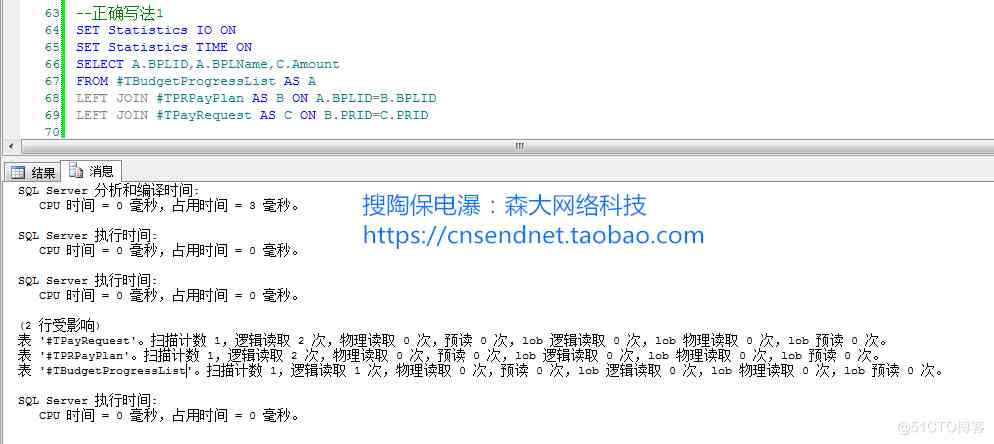 63 --正确写法1
64 SET Statistics IO ON
65 SET Statistics TIME ON
66 SELECT A.BPLID,A.BPLName,C.Amount
67 FROM #TBudgetProgressList AS A
68 LEFT JOIN #TPRPayPlan AS B ON A.BPLID=B.BPLID
69 LEFT JOIN #TPayRequest AS C ON B.PRID=C.PRID
70
结果 消息
SQL Server 分析和编译时间:
CPU 时间 = 0 毫秒，占用时间 = 3 毫秒。
搜陶保电瀑：森大网络科技
https://cnsendnet.taobao.com
SQL Server 执行时间:
CPU 时间 = 0 毫秒，占用时间 = 0 毫秒。
SQL Server 执行时间:
CPU 时间 = 0 毫秒，占用时间 = 0 毫秒。
(2 行受影响)
表 '#TPayRequest'。扫描计数 1，逻辑读取 2 次，物理读取 0 次，预读 0 次，lob 逻辑读取 0 次，lob 物理读取 0 次，lob 预读 0 次。
表 '#TPRPayPlan'。扫描计数 1，逻辑读取 2 次，物理读取 0 次，预读 0 次，lob 逻辑读取 0 次，lob 物理读取 0 次，lob 预读 0 次。
表 '#TBudgetProgressList'。扫描计数 1，逻辑读取 1 次，物理读取 0 次，预读 0 次，lob 逻辑读取 0 次，lob 物理读取 0 次，lob 预读 0 次。
SQL Server 执行时间:
CPU 时间 = 0 毫秒，占用时间 = 0 毫秒。
@51CTO博客